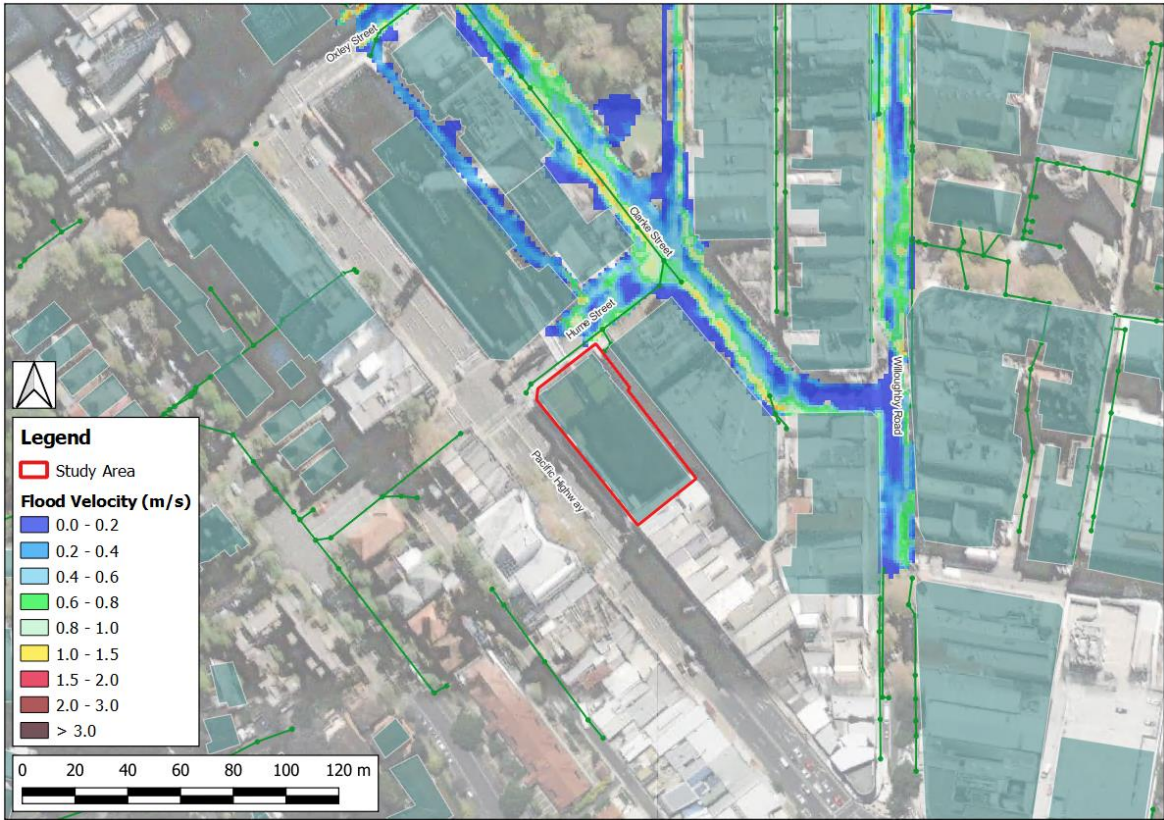 Oxley Street
Clarke Street
Hume Street
Willoughby Road
Pacific Highway
Legend
Study Area
Flood Velocity (m/s)
0.0 - 0.2
0.2 - 0.4
0.4 - 0.6
0.6 - 0.8
0.8 - 1.0
1.0 - 1.5
1.5 - 2.0
2.0 - 3.0
> 3.0
0 20 40 60 80 100 120 m